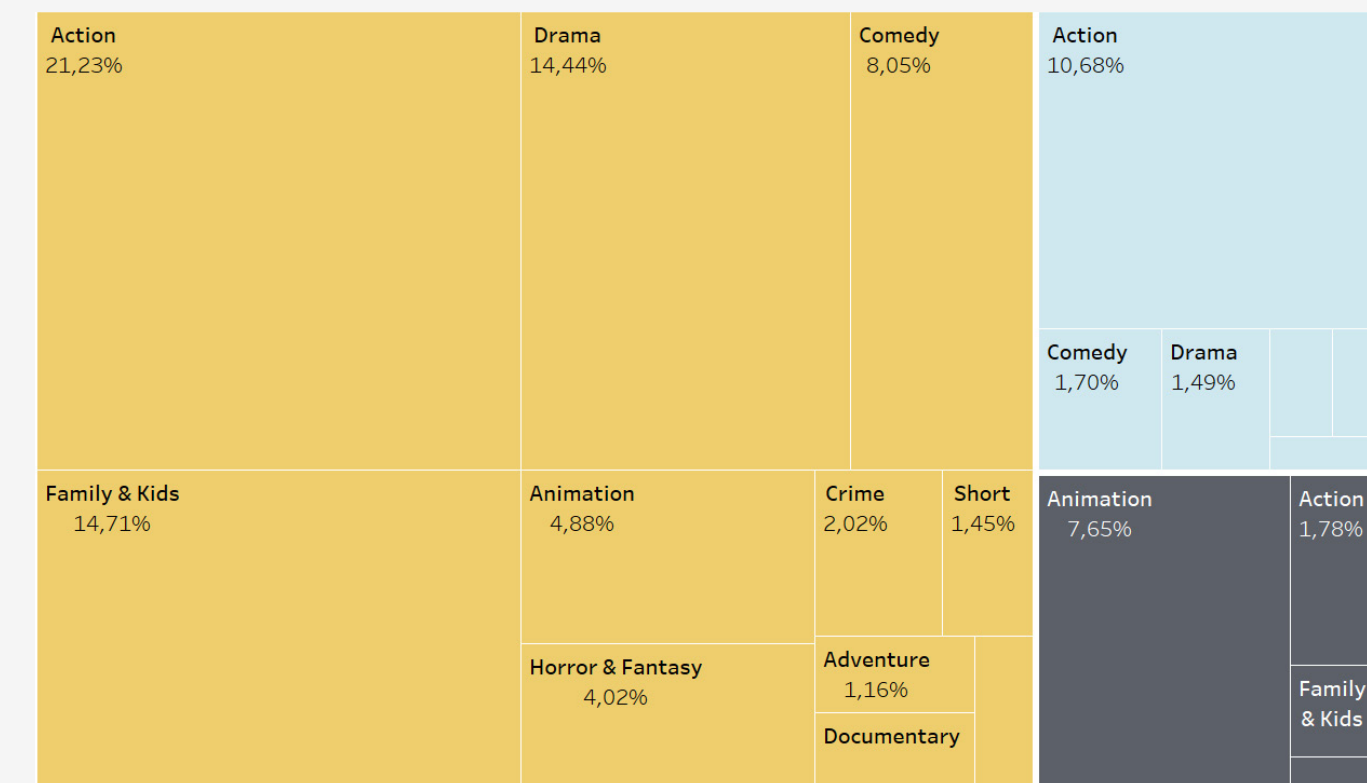 Action
21,23%
Drama
14,44%
Comedy
8,05%
Action
10,68%
Comedy
1,70%
Drama
1,49%
Family & Kids
14,71%
Animation
4,88%
Crime
2,02%
Short
1,45%
Horror & Fantasy
4,02%
Adventure
1,16%
Documentary
Animation
7,65%
Action
1,78%
Family
& Kids